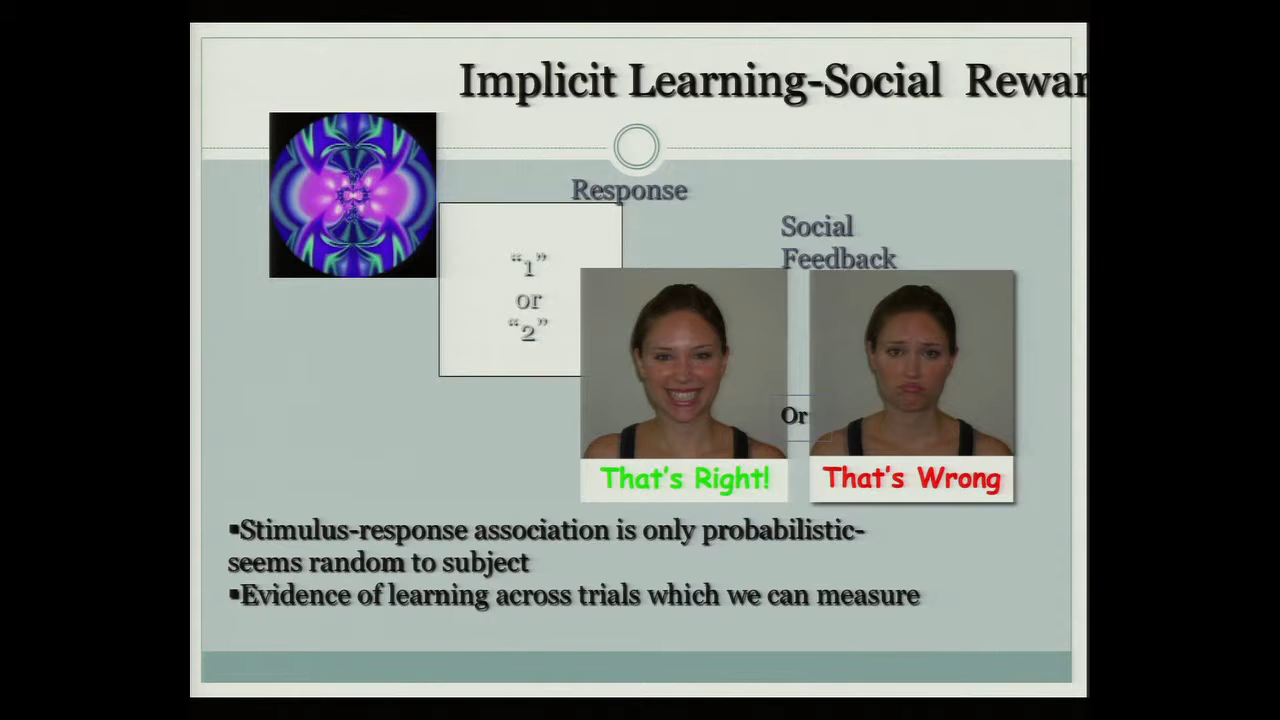 Implicit Learning-Social Rewar
Response
Social
Feedback
“1”
or
“2”
Or
That's Right!
That's Wrong
▪Stimulus-response association is only probabilistic-
seems random to subject
▪Evidence of learning across trials which we can measure